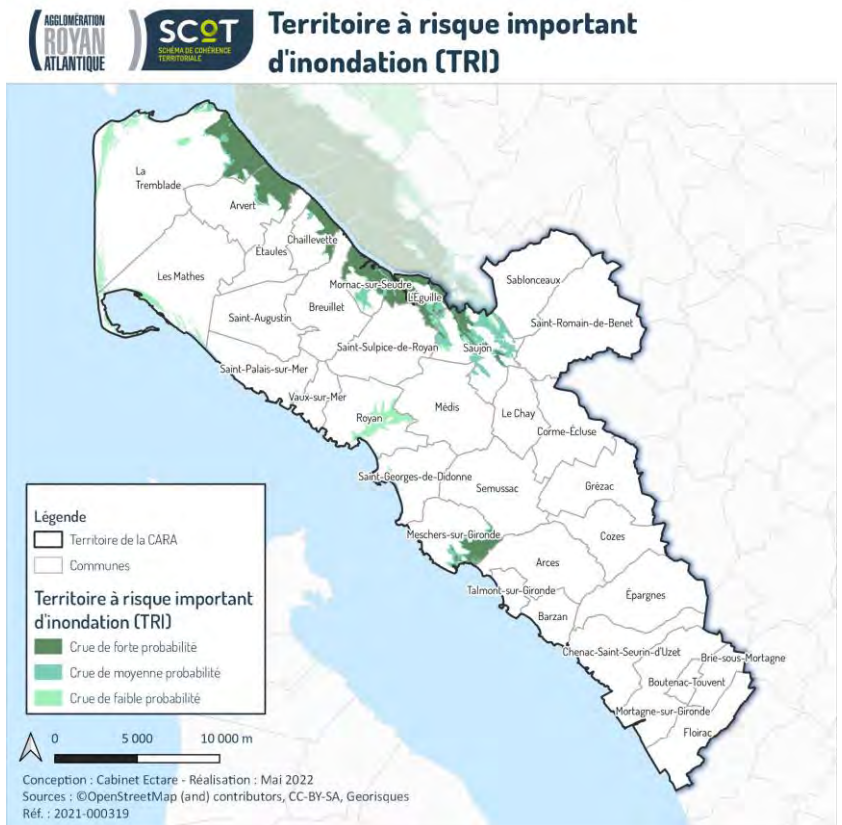 AGGLOMÉRATION
ROYAN
ATLANTIQUE
SCOT
SCHÉMA DE COHÉRENCE
TERRITORIALE
Territoire à risque important
d'inondation (TRI)
La
Tremblade
Arvert
Chaillevette
Étaules
Les Mathes
Mornac-sur-Seudre
L'Eguille
Sablonceaux
Breuillet
Saint-Augustin
Saint-Romain-de-Benet
Saint-Sulpice-de-Royan
Saujon
Saint-Palais-sur-Mer
Vaux-sur-Mer
Royan
Médis
Le Chay
Corme-Écluse
Saint-Georges-de-Didonne
Semussac
Grézac
Meschers-sur-Gironde
Cozes
Arces
Talmont-sur-Gironde
Épargnes
Barzan
Chenac-Saint-Seurin-d'Uzet
Brie-sous-Mortagne
Boutenac-Touvent
Mortagne-sur-Gironde
Floirac
Légende
Territoire de la CARA
Communes
Territoire à risque important
d'inondation (TRI)
Crue de forte probabilité
Crue de moyenne probabilité
Crue de faible probabilité
0 5 000 10 000 m
Conception : Cabinet Ectare - Réalisation : Mai 2022
Sources : ©OpenStreetMap (and) contributors, CC-BY-SA, Georisques
Réf. : 2021-000319